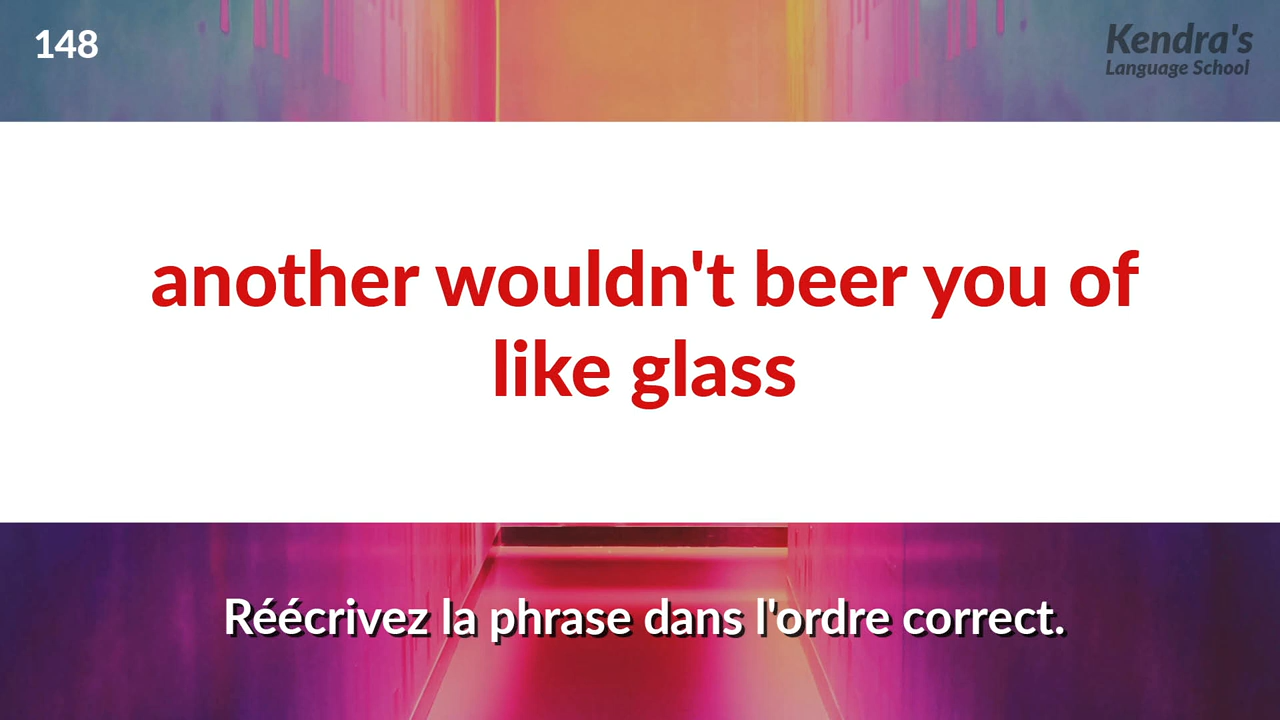 148
Kendra's
Language School
another wouldn't beer you of
like glass
Réécrivez la phrase dans l'ordre correct.